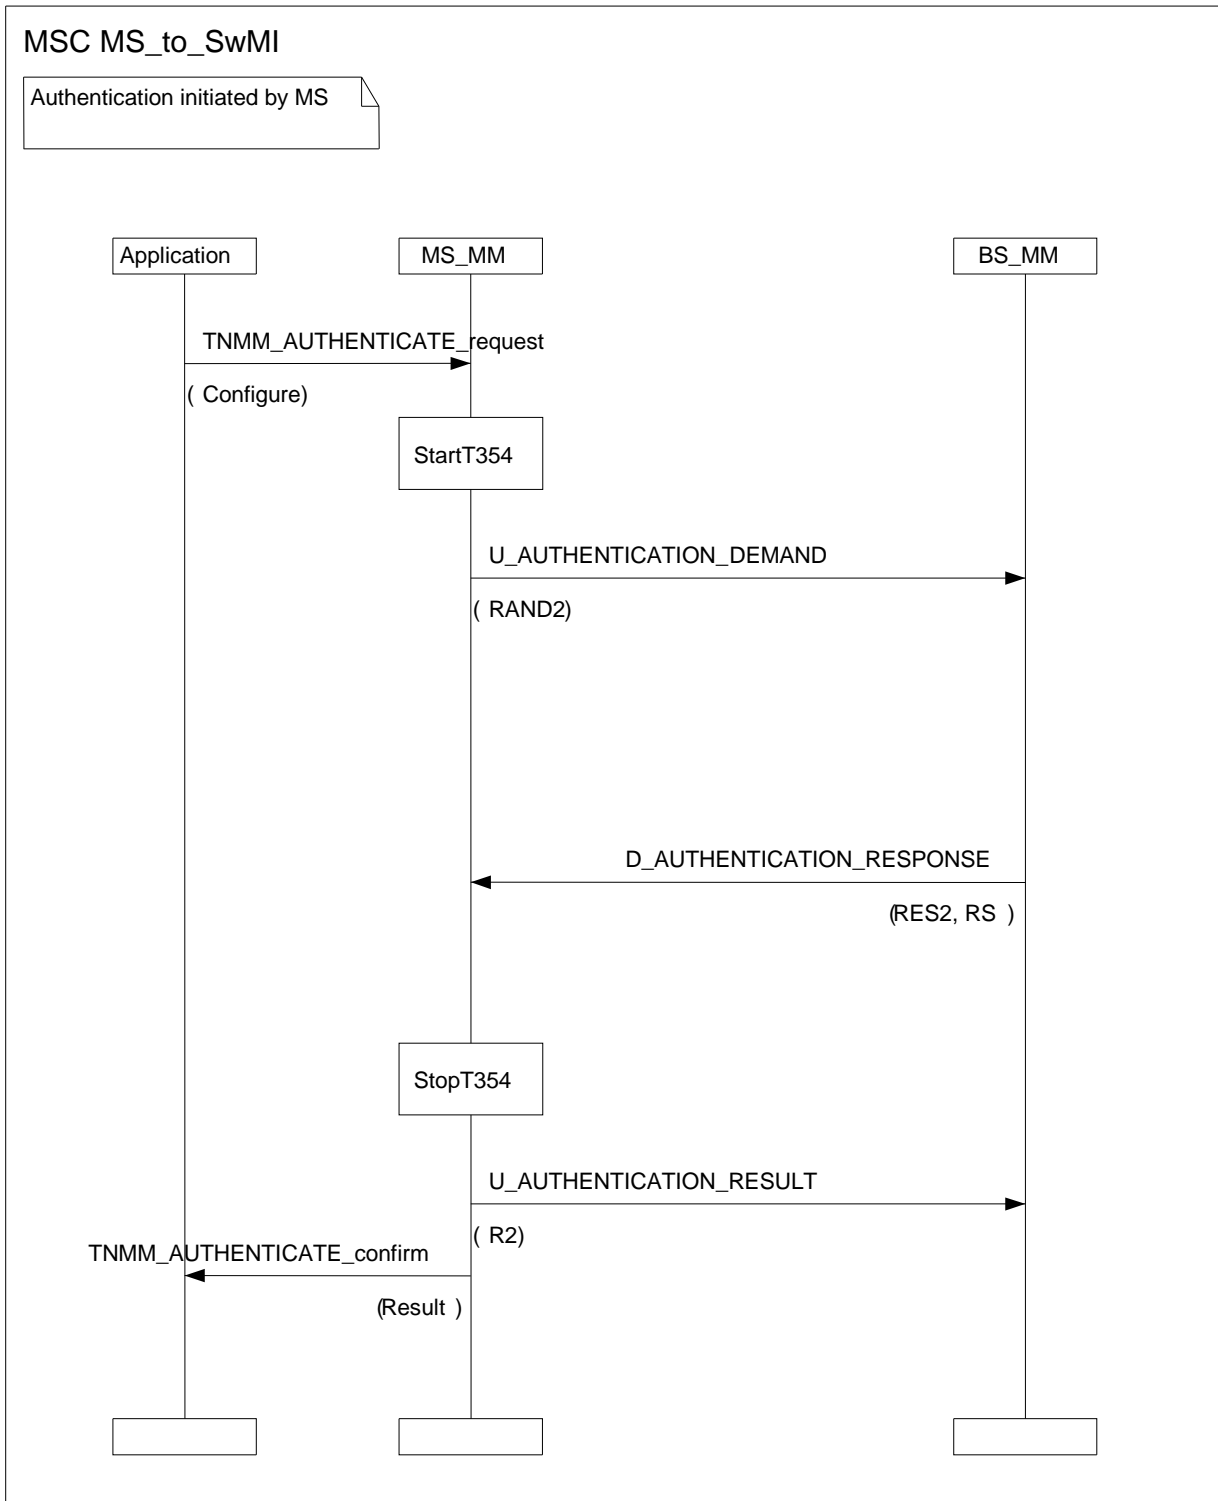 MSC MS_to_SwMI
Authentication initiated by MS
Application
MS_MM
BS_MM
TNMM_AUTHENTICATE_request
( Configure)
StartT354
U_AUTHENTICATION_DEMAND
( RAND2)
D_AUTHENTICATION_RESPONSE
(RES2, RS )
StopT354
U_AUTHENTICATION_RESULT
( R2)
TNMM_AUTHENTICATE_confirm
(Result )